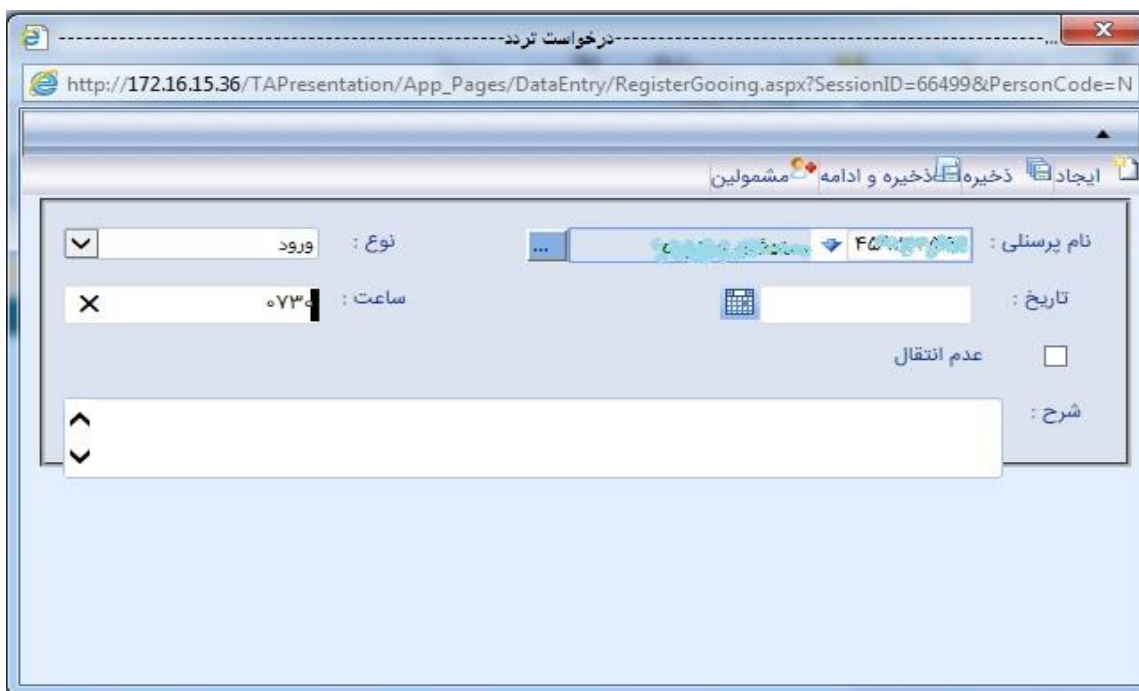 درخواست تردد
http://172.16.15.36/TAPresentation/App_Pages/DataEntry/RegisterGooing.aspx?SessionID=66499&PersonCode=N
ایجاد ذخیره ذخیره و ادامه مشمولین
نام پرسنلی : ... نوع : ورود
تاریخ : ساعت : ۰۷۳۰
عدم انتقال
شرح :